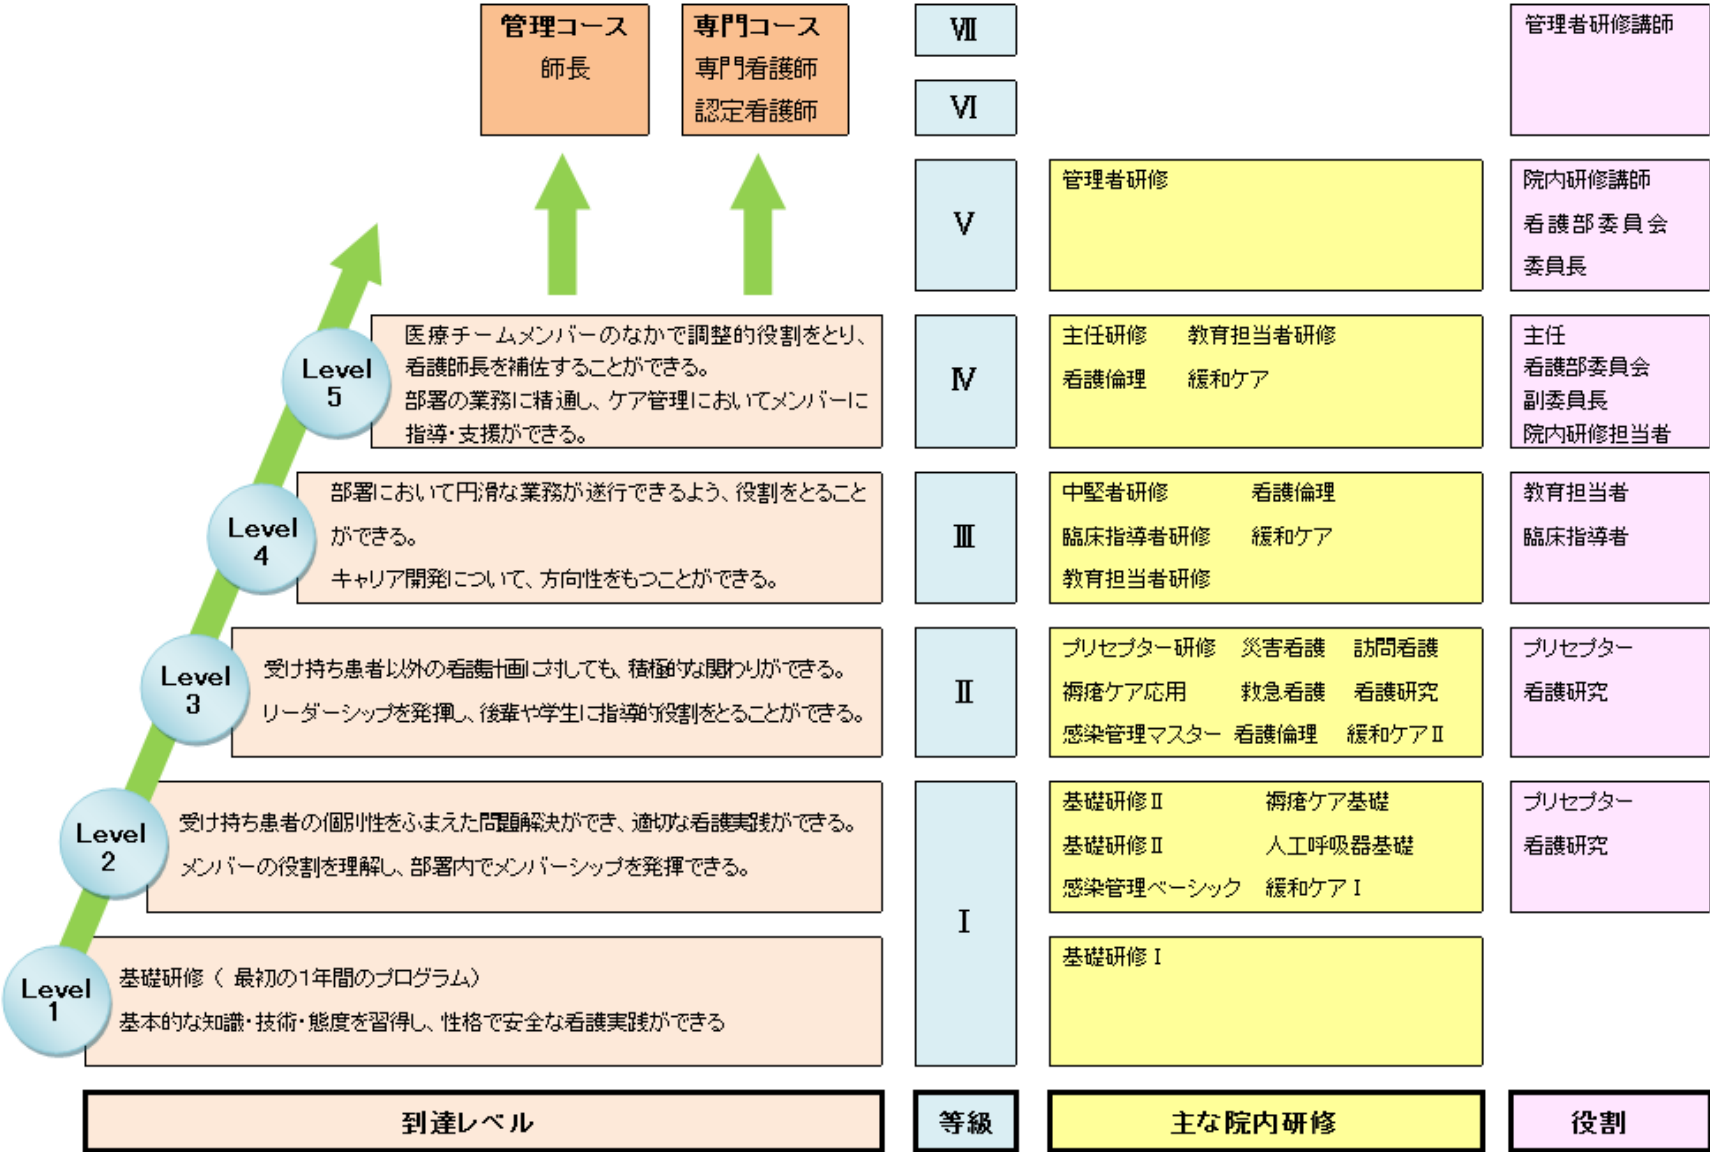 管理コース
師長
専門コース
専門看護師
認定看護師
Ⅶ
管理者研修講師
Ⅵ
Ⅴ
管理者研修
院内研修講師
看護部委員会
委員長
Level
5
医療チームメンバーのなかで調整的役割をとり、
看護師長を補佐することができる。
部署の業務に精通し、ケア管理においてメンバーに
指導・支援ができる。
Ⅳ
主任研修 教育担当者研修
看護倫理 緩和ケア
主任
看護部委員会
副委員長
院内研修担当者
Level
4
部署において円滑な業務が遂行できるよう、役割をとること
ができる。
キャリア開発について、方向性をもつことができる。
Ⅲ
中堅者研修 看護倫理
臨床指導者研修 緩和ケア
教育担当者研修
教育担当者
臨床指導者
Level
3
受け持ち患者以外の看護計画に対しても、積極的な関わりができる。
リーダーシップを発揮し、後輩や学生に指導的役割をとることができる。
Ⅱ
プリセプター研修 災害看護 訪問看護
褥瘡ケア応用 救急看護 看護研究
感染管理マスター 看護倫理 緩和ケアⅡ
プリセプター
看護研究
Level
2
受け持ち患者の個別性をふまえた問題解決ができ、適切な看護実践ができる。
メンバーの役割を理解し、部署内でメンバーシップを発揮できる。
Ⅰ
基礎研修Ⅱ 褥瘡ケア基礎
基礎研修Ⅱ 人工呼吸器基礎
感染管理ベーシック 緩和ケアⅠ
プリセプター
看護研究
Level
1
基礎研修（ 最初の1年間のプログラム）
基本的な知識・技術・態度を習得し、性格で安全な看護実践ができる
基礎研修Ⅰ
到達レベル
等級
主な院内研修
役割